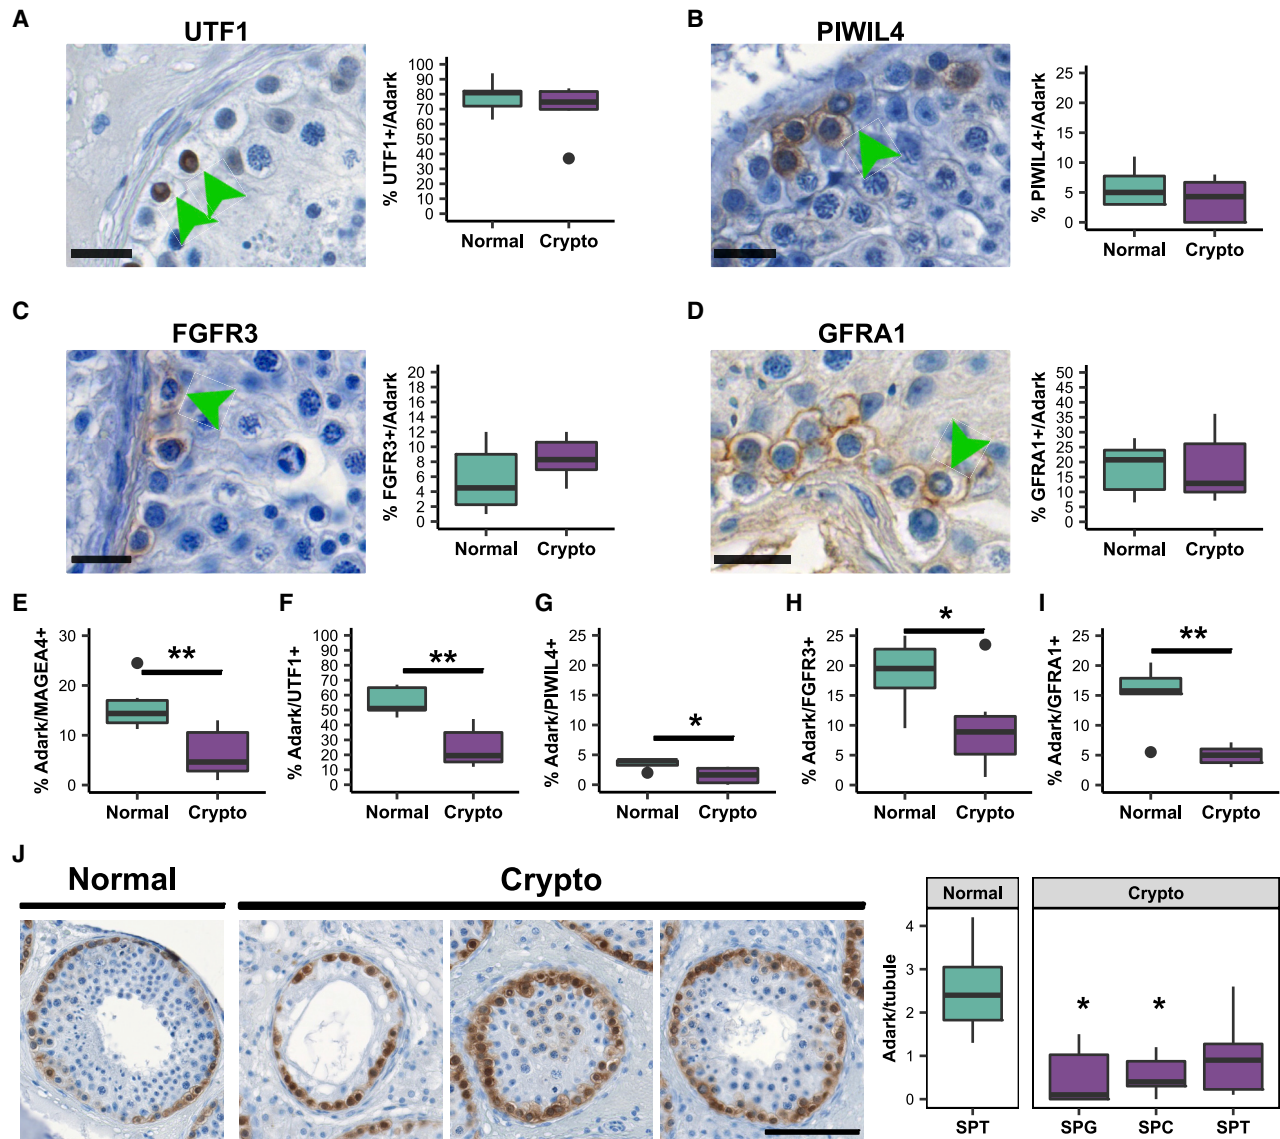 A
UTF1
% UTF1+/Adark
100
90
80
70
60
50
40
30
20
10
0
Normal Crypto
B
PIWIL4
% PIWIL4+/Adark
25
20
15
10
5
0
Normal Crypto
C
FGFR3
% FGFR3+/Adark
20
18
16
14
12
10
8
6
4
2
0
Normal Crypto
D
GFRA1
% GFRA1+/Adark
50
45
40
35
30
25
20
15
10
5
0
Normal Crypto
E
% Adark/MAGEA4+
30
20
10
0
**
Normal Crypto
F
% Adark/UTF1+
100
90
80
70
60
50
40
30
20
10
0
**
Normal Crypto
G
% Adark/PIWIL4+
25
20
15
10
5
0
*
Normal Crypto
H
% Adark/FGFR3+
25
20
15
10
5
0
*
Normal Crypto
I
% Adark/GFRA1+
25
20
15
10
5
0
**
Normal Crypto
J
Normal
Crypto
Normal
Crypto
Adark/tubule
4
3
2
1
0
* *
SPT
SPG SPC SPT